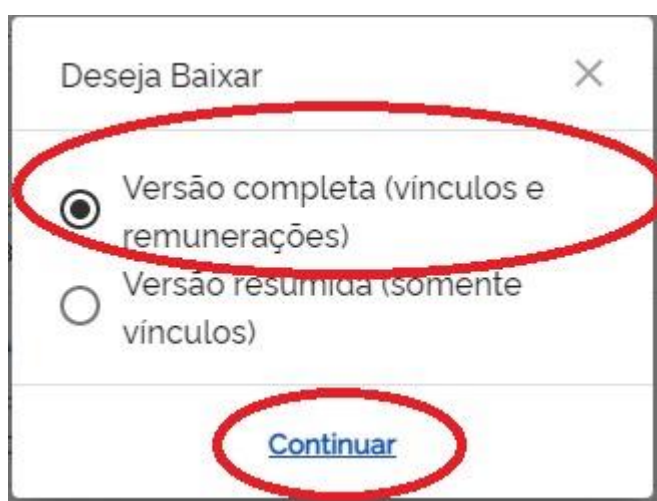 Deseja Baixar
Versão completa (vínculos e
remunerações)
Versão resumida (somente
vínculos)
Continuar